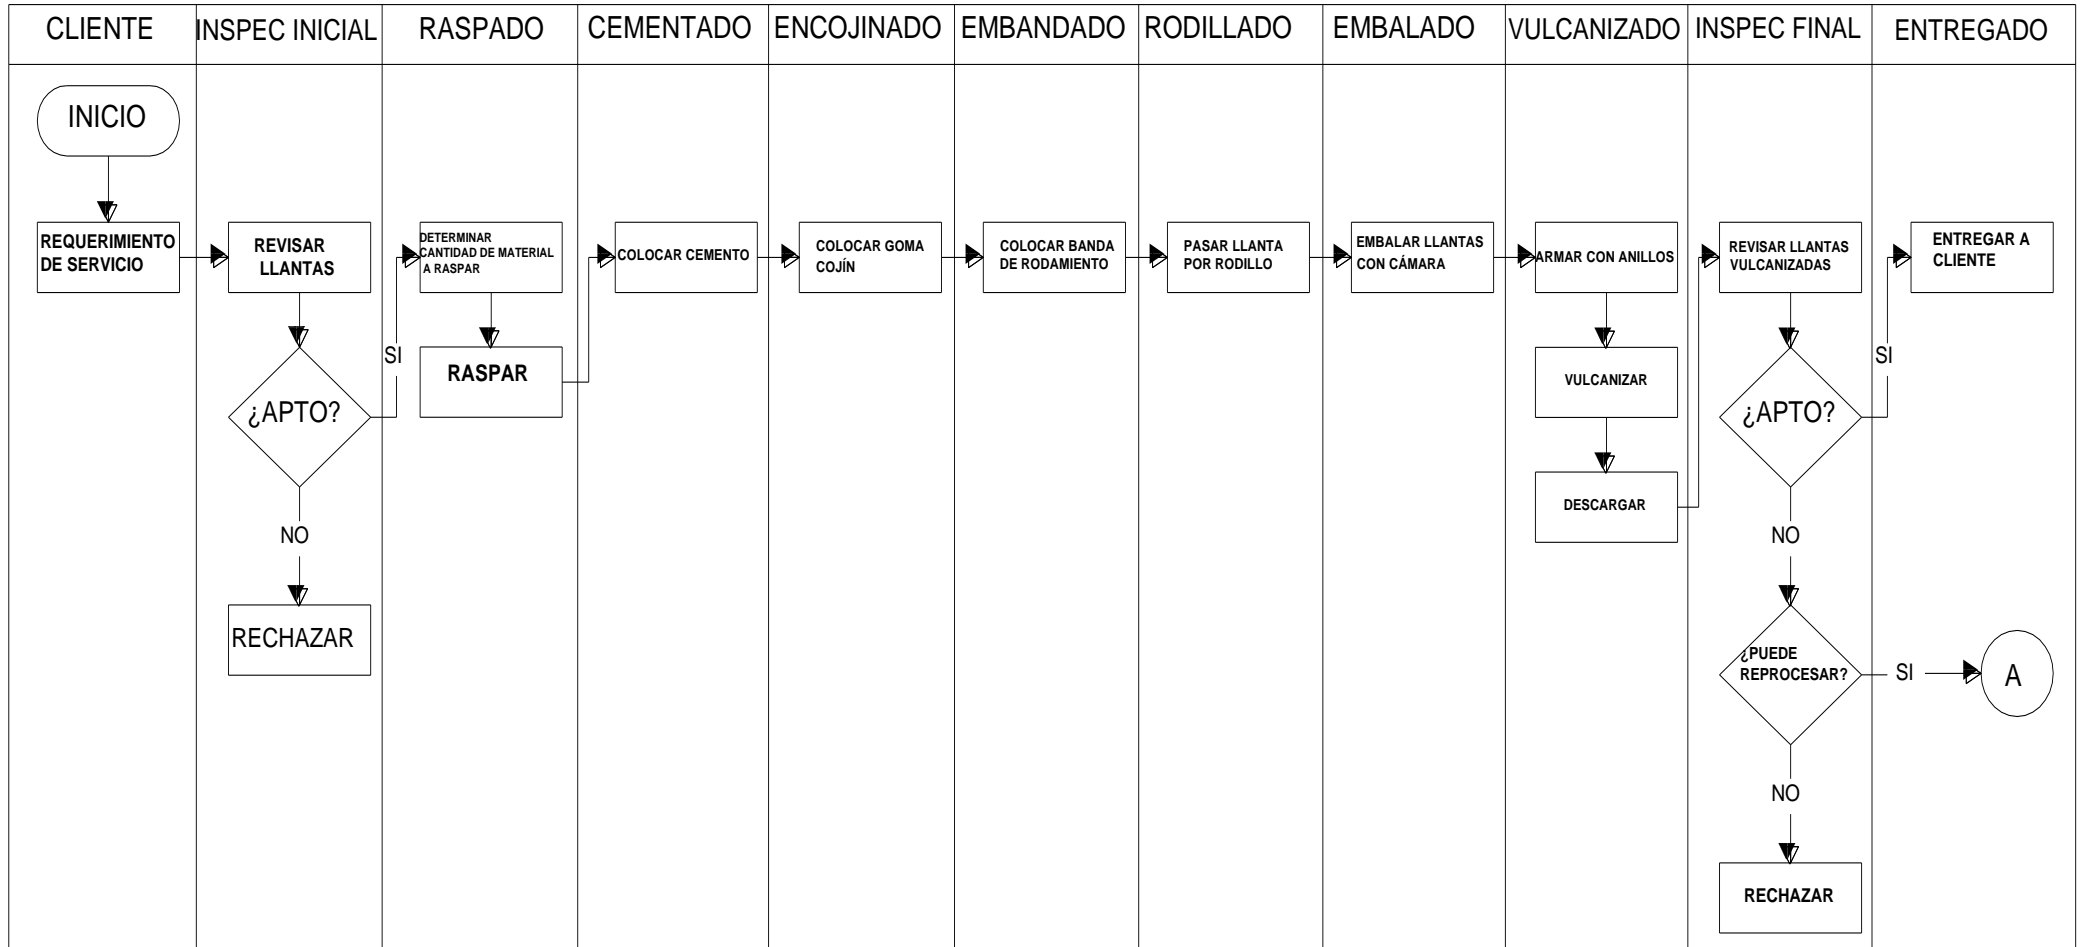 CLIENTE
INSPEC INICIAL
RASPADO
CEMENTADO
ENCOJINADO
EMBANDADO
RODILLADO
EMBALADO
VULCANIZADO
INSPEC FINAL
ENTREGADO
INICIO
REQUERIMIENTO
DE SERVICIO
REVISAR
LLANTAS
¿APTO?
NO
RECHAZAR
SI
DETERMINAR
CANTIDAD DE MATERIAL
A RASPAR
RASPAR
COLOCAR CEMENTO
COLOCAR GOMA
COJÍN
COLOCAR BANDA
DE RODAMIENTO
PASAR LLANTA
POR RODILLO
EMBALAR LLANTAS
CON CÁMARA
ARMAR CON ANILLOS
VULCANIZAR
DESCARGAR
REVISAR LLANTAS
VULCANIZADAS
¿APTO?
NO
¿PUEDE
REPROCESAR?
NO
RECHAZAR
SI
ENTREGAR A
CLIENTE
SI
A